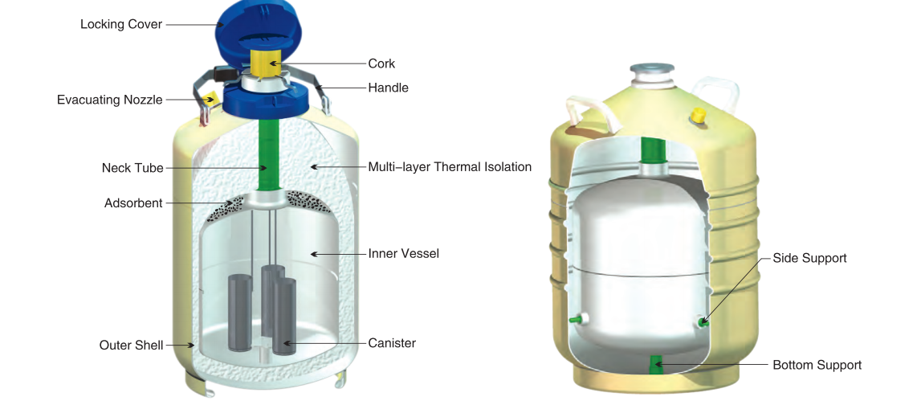 Locking Cover
Cork
Handle
Evacuating Nozzle
Neck Tube
Multi–layer Thermal Isolation
Adsorbent
Inner Vessel
Side Support
Outer Shell
Canister
Bottom Support